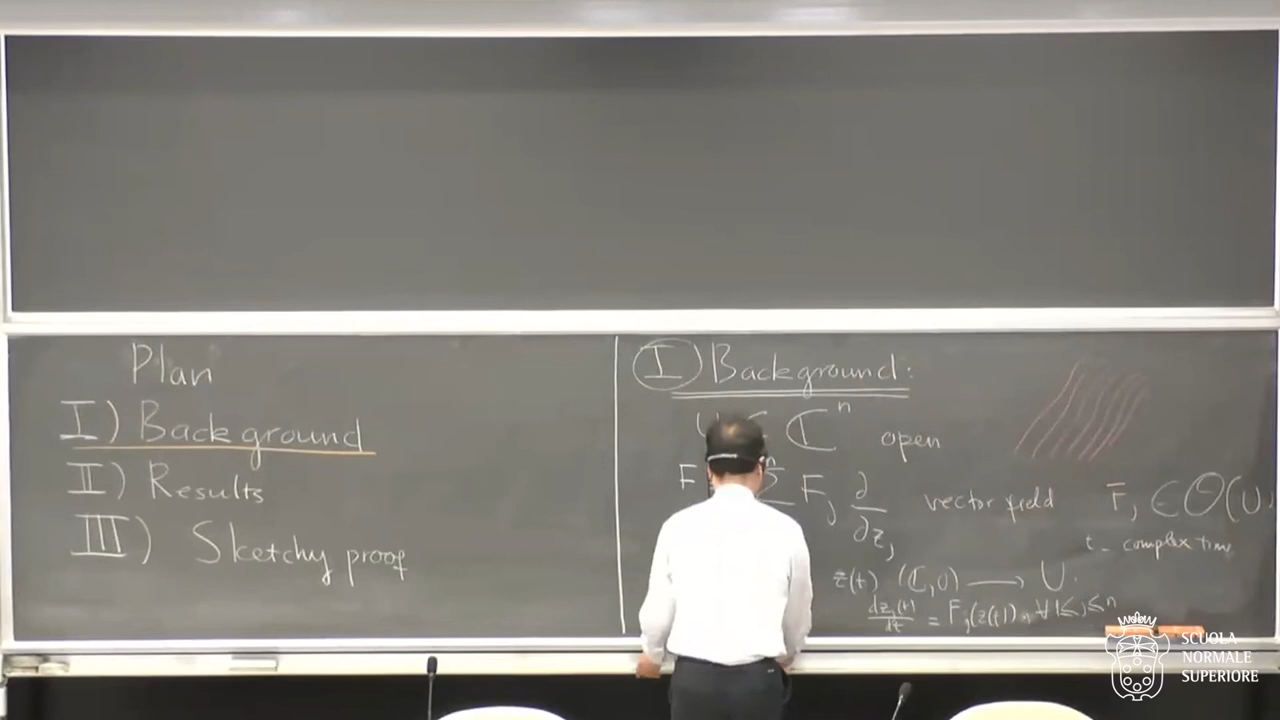 Plan
I) Background
II) Results
III) Sketchy proof
I) Background:
ℂⁿ open
F Σ F_j ∂/∂z_j vector field F_j ∈ O(U)
t - complex time
z(t) (ℂ,0) → U.
dz_j(t)/dt = F_j(z(t)), ∀ 1≤j≤n
SCUOLA
NORMALE
SUPERIORE